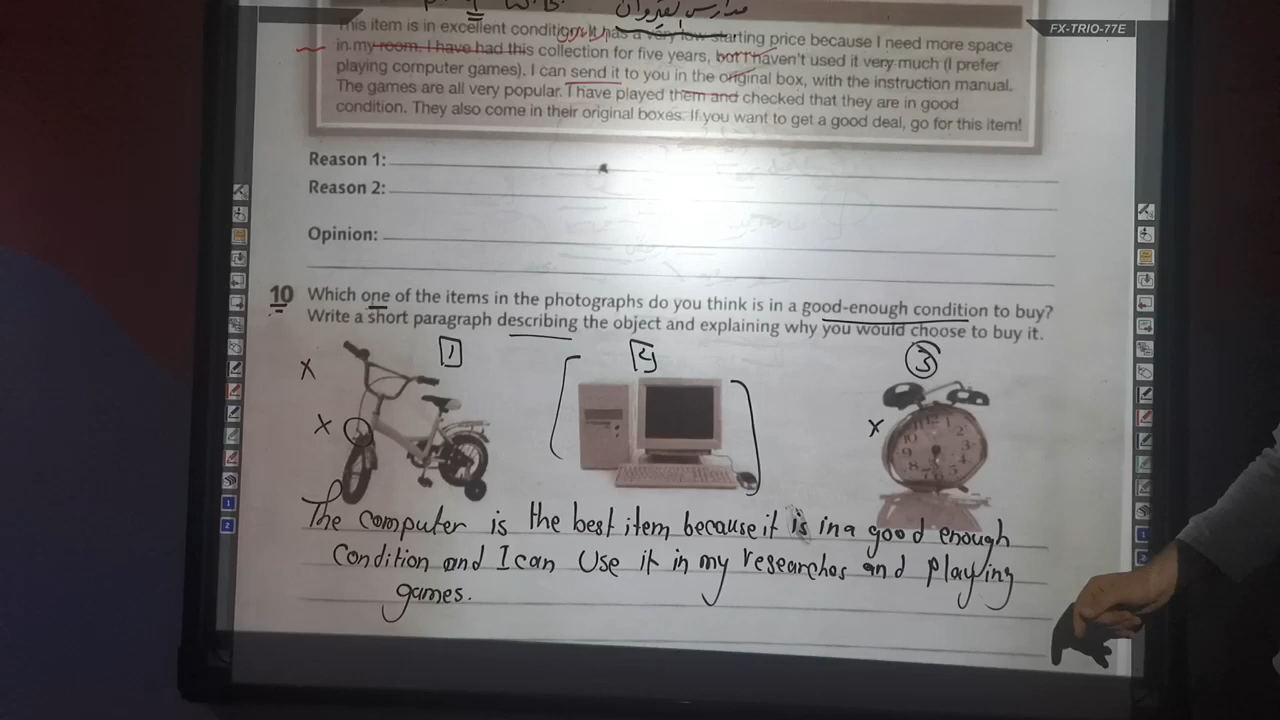 مدارس القيروان
FX-TRIO-77E
This item is in excellent condition. It has a very low starting price because I need more space
in my room. I have had this collection for five years, but I haven't used it very much (I prefer
playing computer games). I can send it to you in the original box, with the instruction manual.
The games are all very popular. I have played them and checked that they are in good
condition. They also come in their original boxes. If you want to get a good deal, go for this item!
Reason 1:
Reason 2:
Opinion:
10 Which one of the items in the photographs do you think is in a good-enough condition to buy?
Write a short paragraph describing the object and explaining why you would choose to buy it.
x 1 2 3
x x
The computer is the best item because it is in a good enough
condition and I can use it in my researches and playing
games.
1 1
2 2